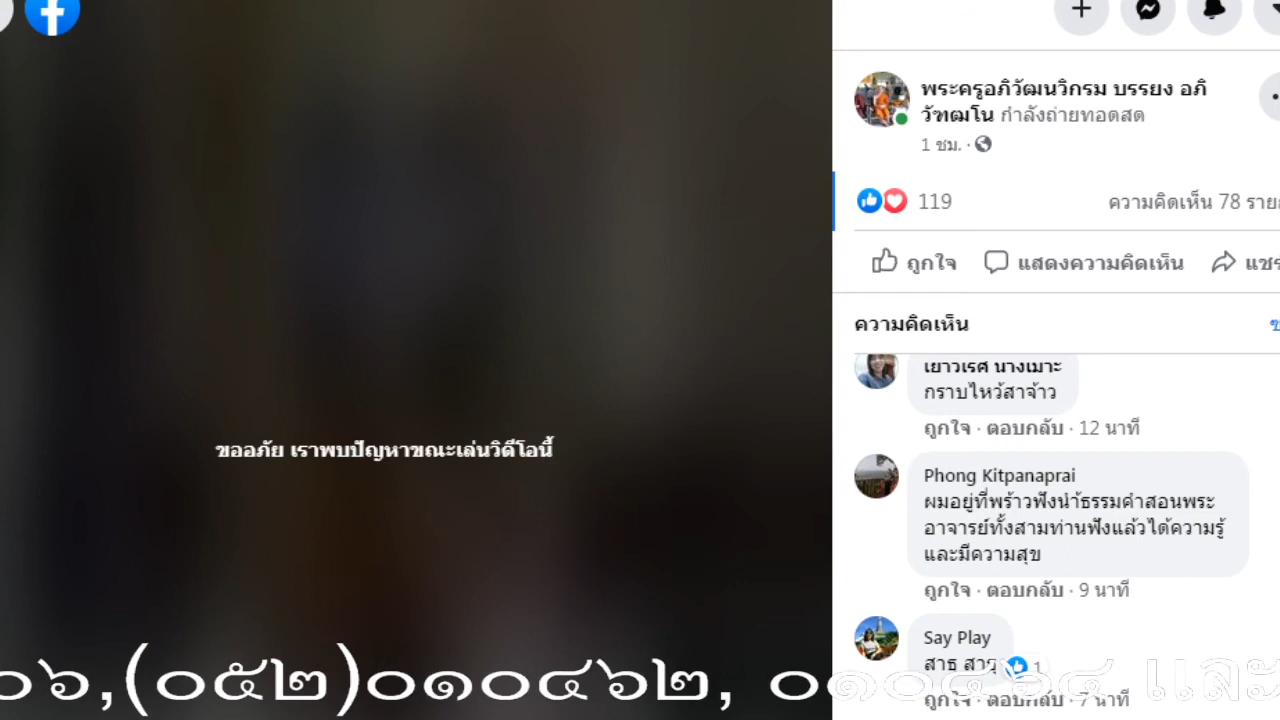 พระครูอภิวัฒนวิกรม บรรยง อภิ
วัฑฒโน กำลังถ่ายทอดสด
1 ชม. ·
119
ความคิดเห็น 78
ถูกใจ แสดงความคิดเห็น
ความคิดเห็น
เยาวเรศ นางเมาะ
กราบไหว้สาจ้าว
ถูกใจ · ตอบกลับ · 12 นาที
ขออภัย เราพบปัญหาขณะเล่นวิดีโอนี้
Phong Kitpanaprai
ผมอยู่ที่พร้าวฟังนำ้ธรรมคำสอนพระ
อาจารย์ทั้งสามท่านฟังแล้วได้ความรู้
และมีความสุข
ถูกใจ · ตอบกลับ · 9 นาที
Say Play
สาธุ สาธุ 1
ถูกใจ · ตอบกลับ · 7 นาที
๐๖,(๐๕๒)๐๑๐๔๖๒, ๐๑๐๔๖๔ และ